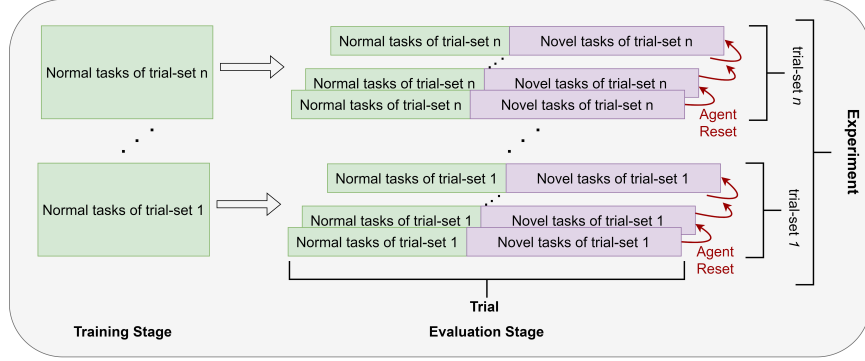 Normal tasks of trial-set n
Normal tasks of trial-set n Novel tasks of trial-set n
Normal tasks of trial-set n Novel tasks of trial-set n
Normal tasks of trial-set n Novel tasks of trial-set n
Agent
Reset
trial-set n
Normal tasks of trial-set 1
Normal tasks of trial-set 1 Novel tasks of trial-set 1
Normal tasks of trial-set 1 Novel tasks of trial-set 1
Normal tasks of trial-set 1 Novel tasks of trial-set 1
Agent
Reset
trial-set 1
Experiment
Trial
Training Stage
Evaluation Stage